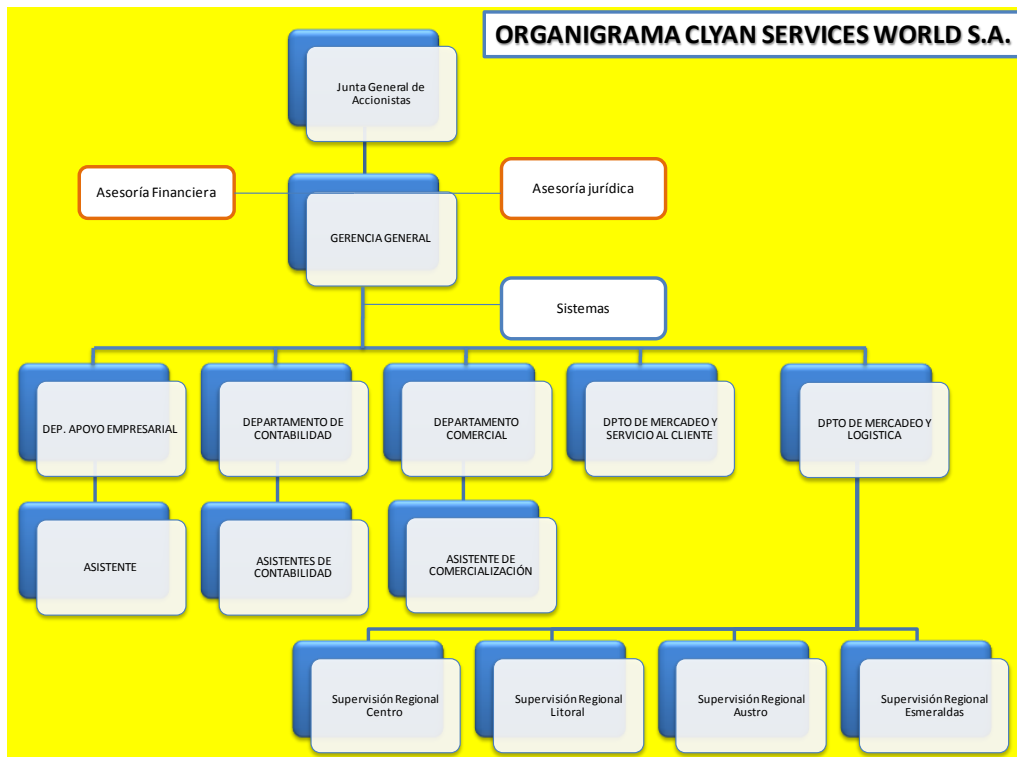 ORGANIGRAMA CLYAN SERVICES WORLD S.A.
Junta General de
Accionistas
Asesoría Financiera
Asesoría jurídica
GERENCIA GENERAL
Sistemas
DEP. APOYO EMPRESARIAL
DEPARTAMENTO DE
CONTABILIDAD
DEPARTAMENTO
COMERCIAL
DPTO DE MERCADEO Y
SERVICIO AL CLIENTE
DPTO DE MERCADEO Y
LOGISTICA
ASISTENTE
ASISTENTES DE
CONTABILIDAD
ASISTENTE DE
COMERCIALIZACIÓN
Supervisión Regional
Centro
Supervisión Regional
Litoral
Supervisión Regional
Austro
Supervisión Regional
Esmeraldas